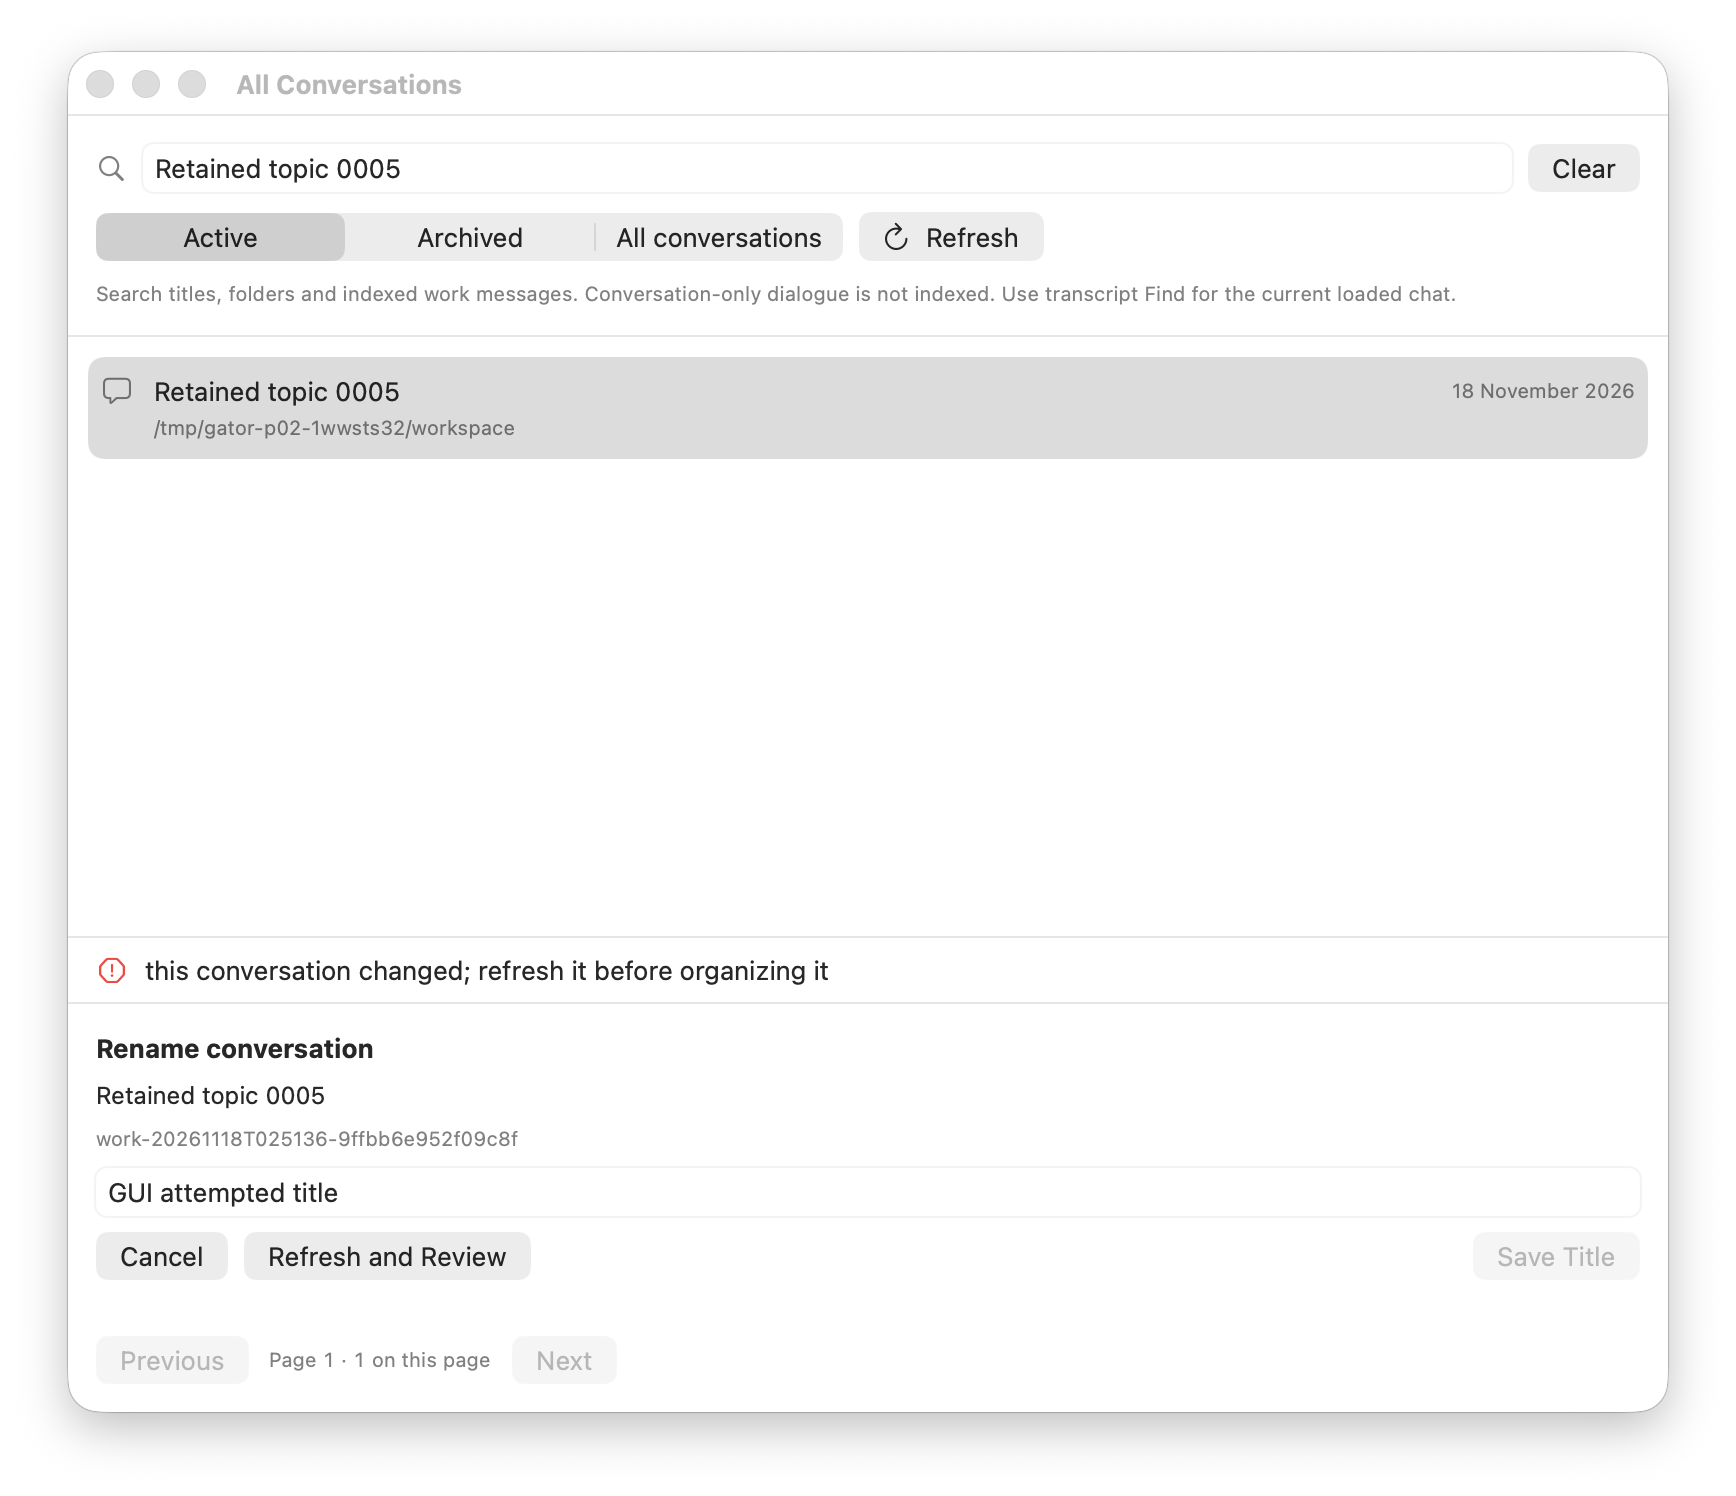 All Conversations
Retained topic 0005
Clear
Active
Archived
All conversations
Refresh
Search titles, folders and indexed work messages. Conversation-only dialogue is not indexed. Use transcript Find for the current loaded chat.
Retained topic 0005
18 November 2026
/tmp/gator-p02-1wwsts32/workspace
this conversation changed; refresh it before organizing it
Rename conversation
Retained topic 0005
work-20261118T025136-9ffbb6e952f09c8f
GUI attempted title
Cancel
Refresh and Review
Save Title
Previous
Page 1 · 1 on this page
Next